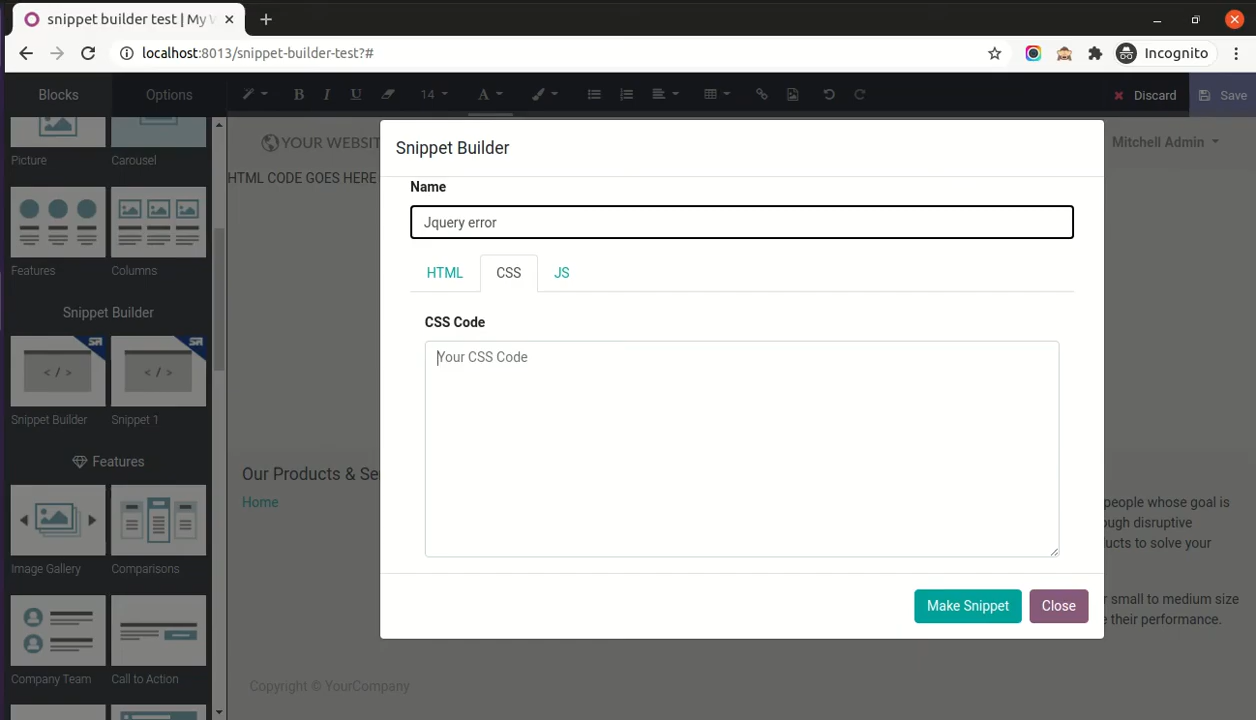 snippet builder test | My W
localhost:8013/snippet-builder-test?#
Incognito
Blocks
Options
B I U
14
A
Discard
Save
Picture
Carousel
Features
Columns
Snippet Builder
</>
</>
Snippet Builder
Snippet 1
Features
Image Gallery
Comparisons
Company Team
Call to Action
YOUR WEBSIT
Mitchell Admin
HTML CODE GOES HERE
Snippet Builder
Name
Jquery error
HTML
CSS
JS
CSS Code
Your CSS Code
Make Snippet
Close
Our Products & Se
Home
people whose goal is
ough disruptive
ducts to solve your
r small to medium size
e their performance.
Copyright © YourCompany